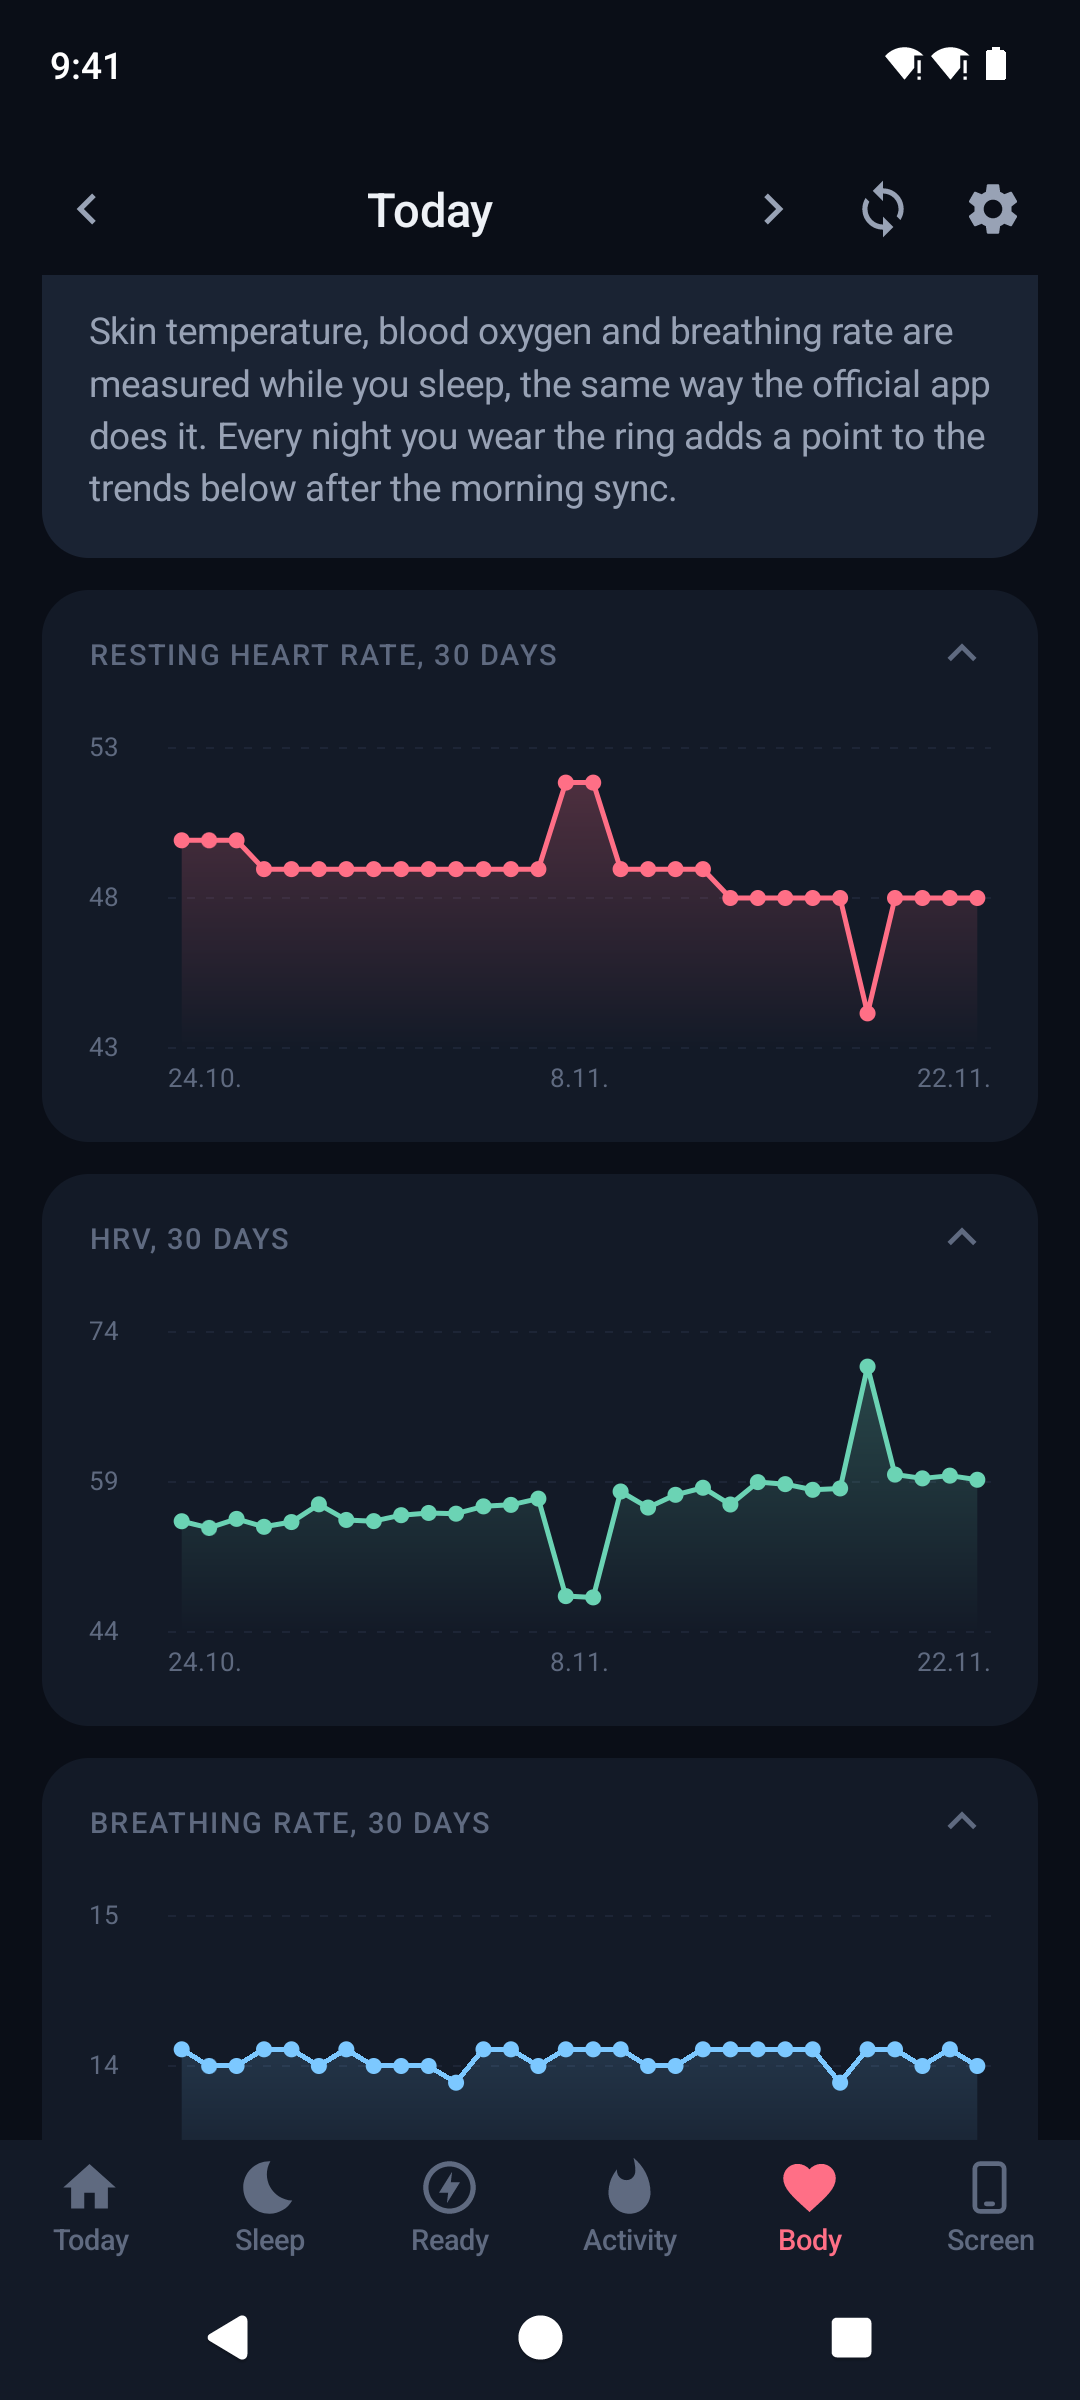 9:41
Today
Skin temperature, blood oxygen and breathing rate are
measured while you sleep, the same way the official app
does it. Every night you wear the ring adds a point to the
trends below after the morning sync.
RESTING HEART RATE, 30 DAYS
53
48
43
24.10. 8.11. 22.11.
HRV, 30 DAYS
74
59
44
24.10. 8.11. 22.11.
BREATHING RATE, 30 DAYS
15
14
Today Sleep Ready Activity Body Screen